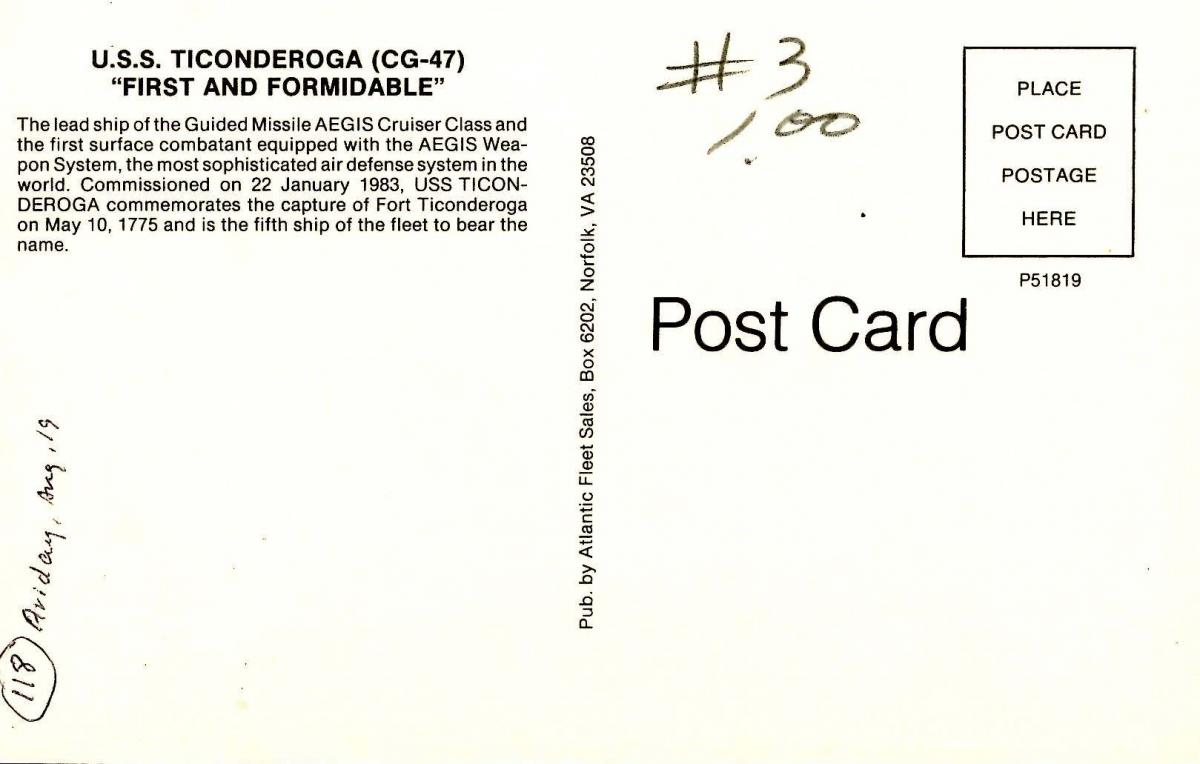 U.S.S. TICONDEROGA (CG-47)
"FIRST AND FORMIDABLE"
The lead ship of the Guided Missile AEGIS Cruiser Class and
the first surface combatant equipped with the AEGIS Wea-
pon System, the most sophisticated air defense system in the
world. Commissioned on 22 January 1983, USS TICON-
DEROGA commemorates the capture of Fort Ticonderoga
on May 10, 1775 and is the fifth ship of the fleet to bear the
name.
118 Aug, 19
Pub. by Atlantic Fleet Sales, Box 6202, Norfolk, VA 23508
#3
1.00
PLACE
POST CARD
POSTAGE
HERE
P51819
Post Card